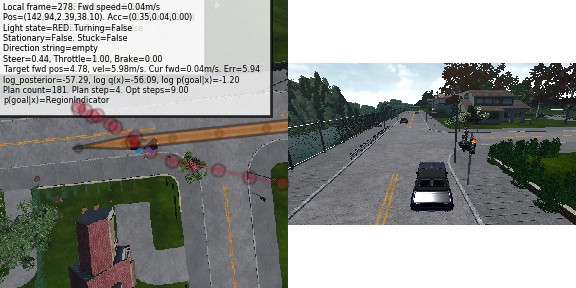 Local frame=278. Fwd speed=0.04m/s
Pos=(142.94,2.39,38.10). Acc=(0.35,0.04,0.00)
Light state=RED. Turning=False
Stationary=False. Stuck=False
Direction string=empty
Steer=0.44, Throttle=1.00, Brake=0.00
Target fwd pos=4.78, vel=5.98m/s. Cur fwd=0.04m/s. Err=5.94
log_posterior=-57.29, log q(x)=-56.09, log p(goal|x)=-1.20
Plan count=181. Plan step=4. Opt steps=9.00
p(goal|x)=RegionIndicator